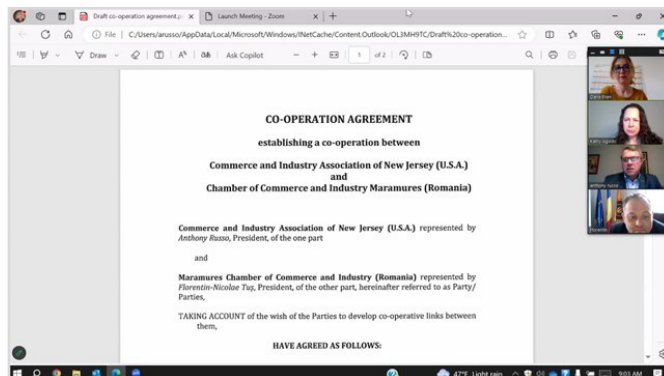 Draft co-operation agreement.p
Launch Meeting - Zoom
File
C:/Users/arusso/AppData/Local/Microsoft/Windows/INetCache/Content.Outlook/OL3MH9TC/Draft%20co-operation...
Draw
Ask Copilot
1
of 2
CO-OPERATION AGREEMENT
establishing a co-operation between
Commerce and Industry Association of New Jersey (U.S.A.)
and
Chamber of Commerce and Industry Maramures (Romania)
Commerce and Industry Association of New Jersey (U.S.A.) represented by
Anthony Russo, President, of the one part
and
Maramures Chamber of Commerce and Industry (Romania) represented by
Florentin-Nicolae Tuș, President, of the other part, hereinafter referred to as Party/
Parties,
TAKING ACCOUNT of the wish of the Parties to develop co-operative links between
them,
HAVE AGREED AS FOLLOWS:
anthony russo
47°F Light rain
9:03 AM